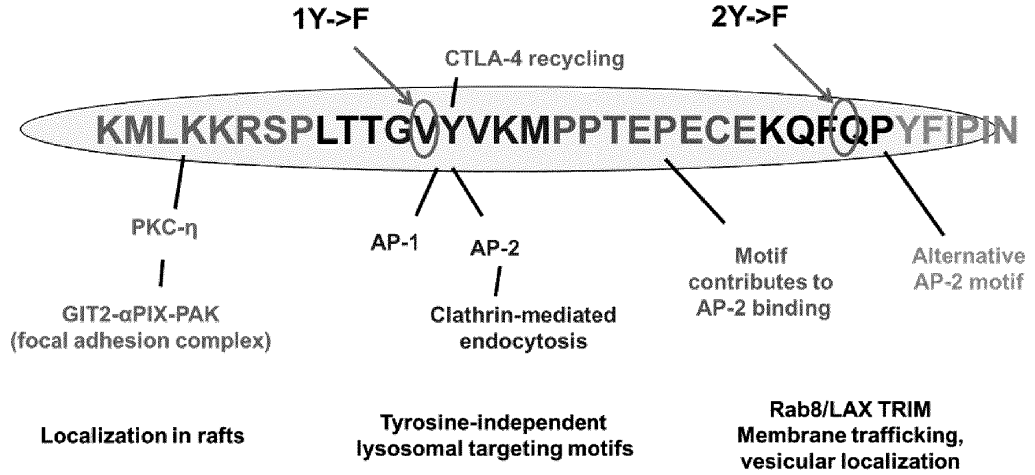 1Y->F
2Y->F
CTLA-4 recycling
KMLKKRSPLTTGVYVKMPPTEPECEKQFQPYFIPIN
PKC-η
AP-1
AP-2
Motif
contributes to
AP-2 binding
Alternative
AP-2 motif
GIT2-αPIX-PAK
(focal adhesion complex)
Clathrin-mediated
endocytosis
Localization in rafts
Tyrosine-independent
lysosomal targeting motifs
Rab8/LAX TRIM
Membrane trafficking,
vesicular localization